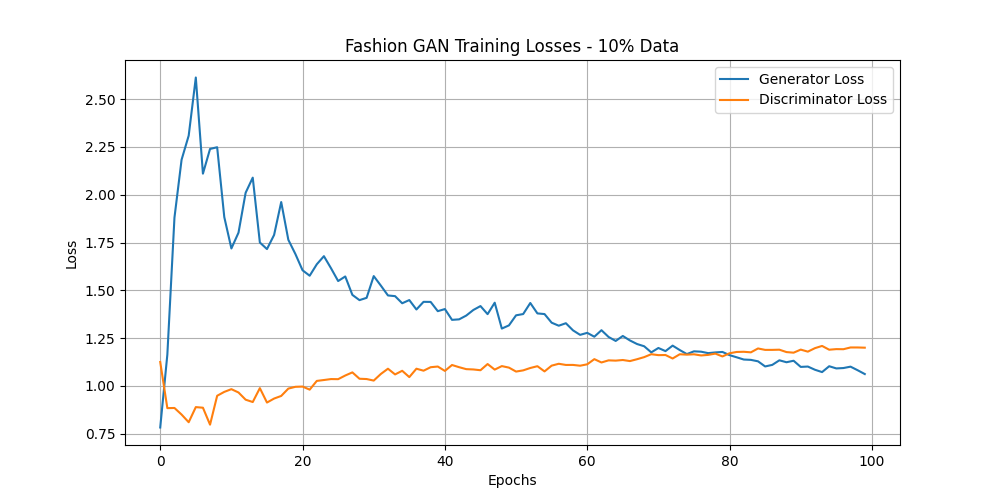 Fashion GAN Training Losses - 10% Data
Generator Loss
Discriminator Loss
2.50
2.25
2.00
1.75
1.50
1.25
1.00
0.75
Loss
0 20 40 60 80 100
Epochs